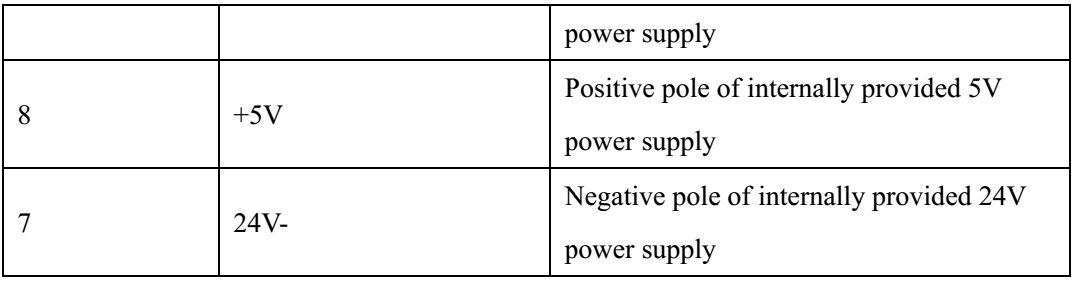 power supply
8
+5V
Positive pole of internally provided 5V
power supply
7
24V-
Negative pole of internally provided 24V
power supply